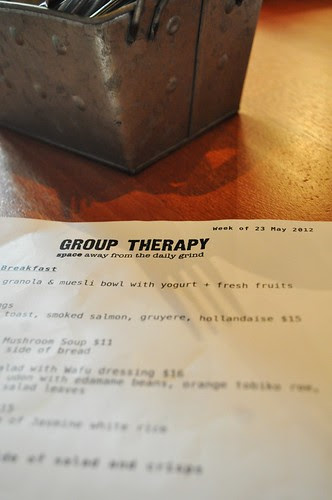 Week of 23 May 2012
GROUP THERAPY
space away from the daily grind
Breakfast
granola & muesli bowl with yogurt + fresh fruits
toast, smoked salmon, gruyere, hollandaise $15
Mushroom Soup $11
side of bread
with Wafu dressing $16
udon with edamame beans, orange tobiko roe,
salad leaves
of Jasmine white rice
of salad and crisps